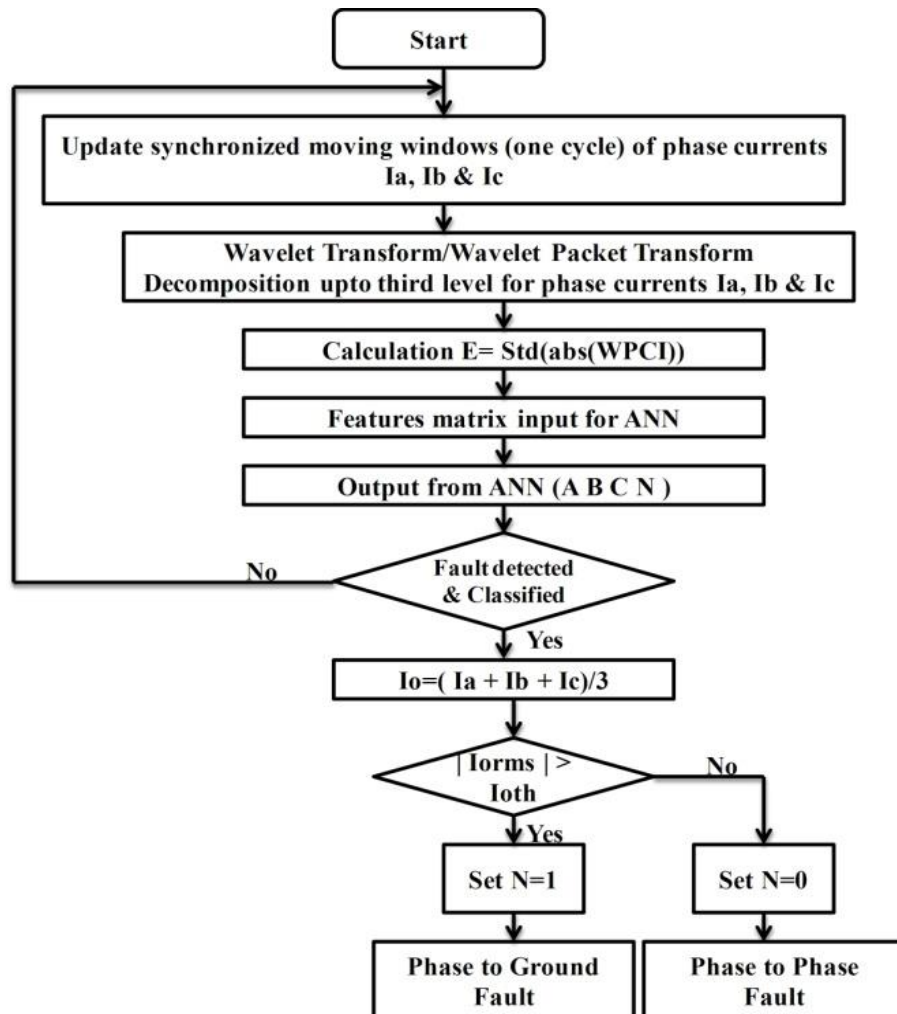 Start
Update synchronized moving windows (one cycle) of phase currents
Ia, Ib & Ic
Wavelet Transform/Wavelet Packet Transform
Decomposition upto third level for phase currents Ia, Ib & Ic
Calculation E= Std(abs(WPCI))
Features matrix input for ANN
Output from ANN (A B C N )
No
Fault detected
& Classified
Yes
Io=( Ia + Ib + Ic)/3
| Iorms | >
Ioth
No
Yes
Set N=1
Set N=0
Phase to Ground
Fault
Phase to Phase
Fault